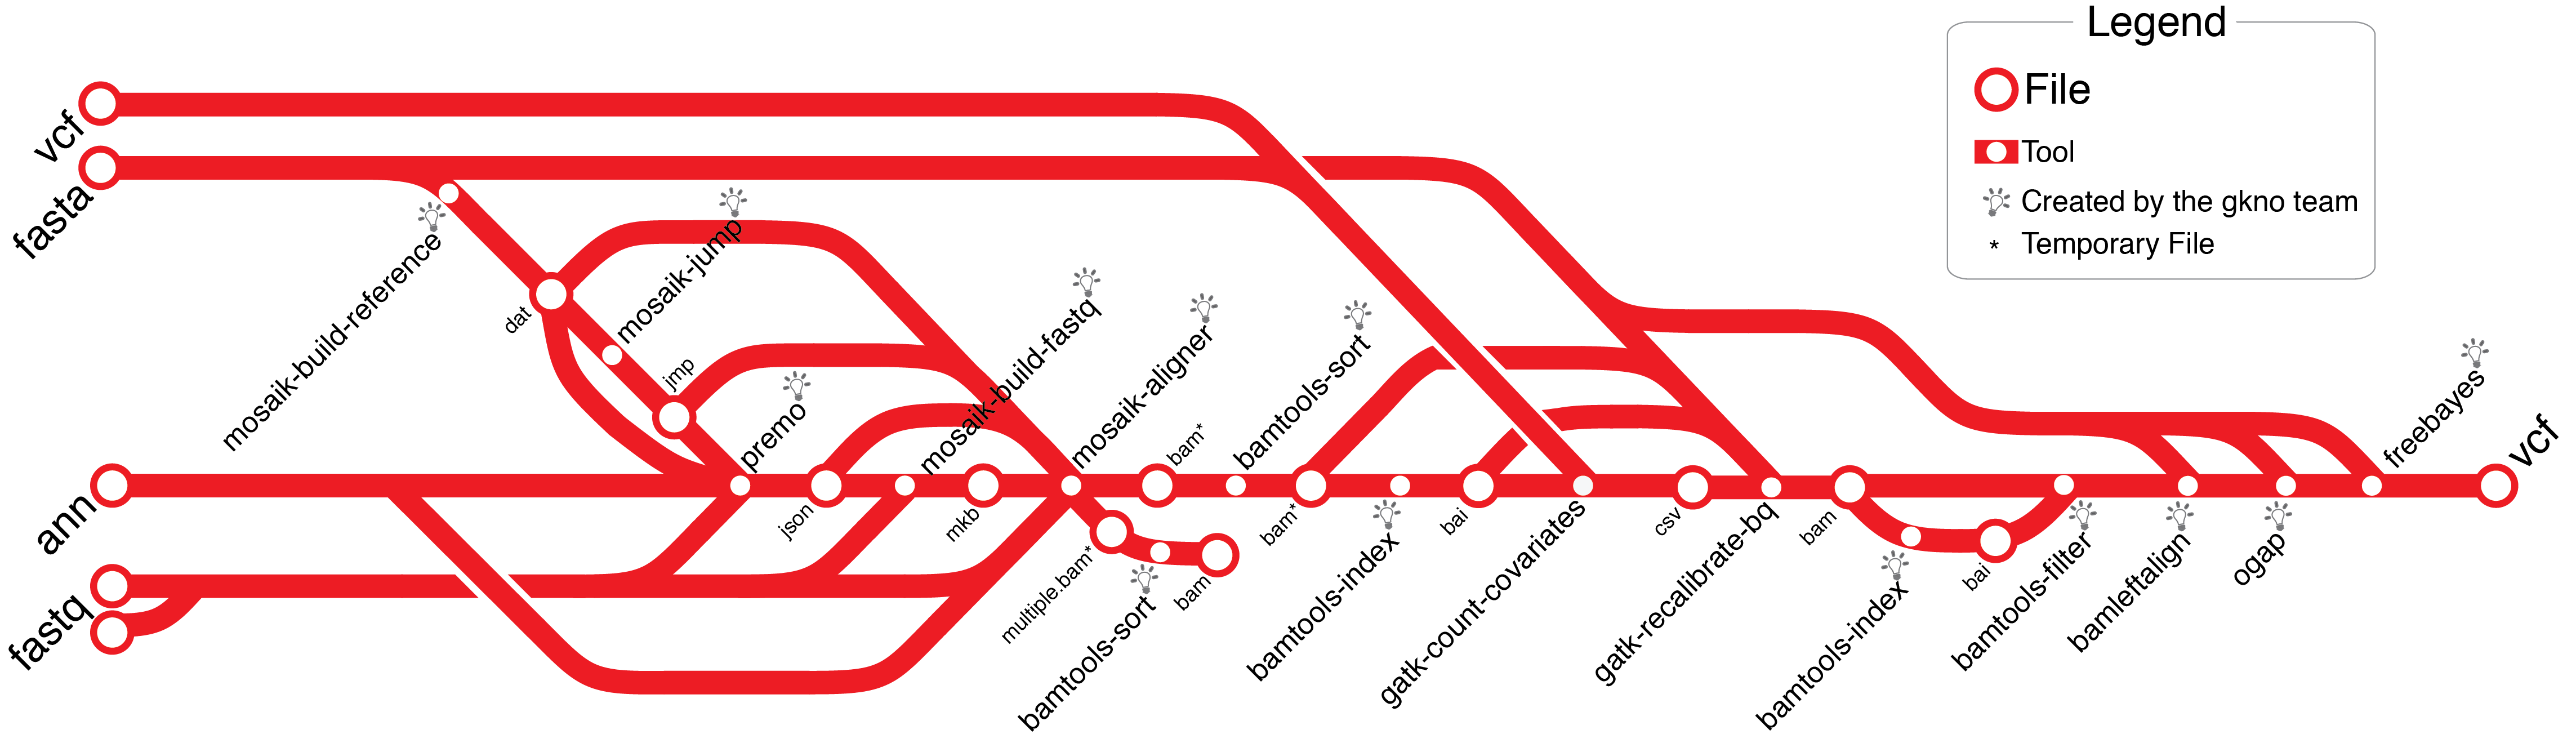 Legend
File
Tool
Created by the gkno team
* Temporary File
vcf
fasta
mosaik-build-reference
dat
mosaik-jump
jmp
premo
mosaik-build-fastq
mosaik-aligner
bam*
bamtools-sort
freebayes
vcf
ann
json
mkb
multiple.bam*
bamtools-sort
bam
bam*
bamtools-index
bai
gatk-count-covariates
csv
gatk-recalibrate-bq
bam
bamtools-index
bai
bamtools-filter
bamleftalign
ogap
fastq